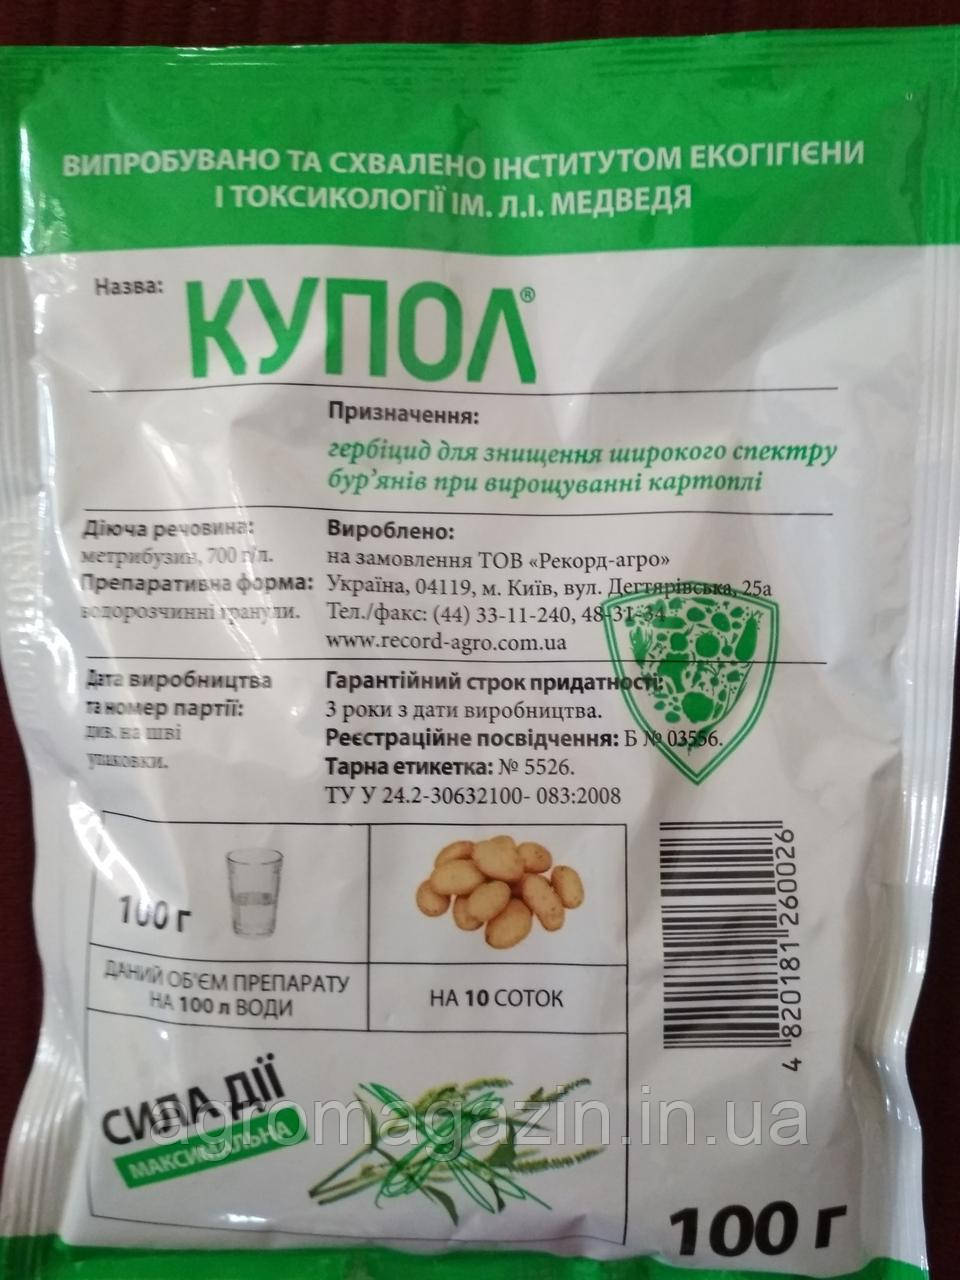 ВИПРОБУВАНО ТА СХВАЛЕНО ІНСТИТУТОМ ЕКОГІГІЄНИ
І ТОКСИКОЛОГІЇ ІМ. Л.І. МЕДВЕДЯ
Назва: КУПОЛ®
Призначення:
гербіцид для знищення широкого спектру
бур’янів при вирощуванні картоплі
Діюча речовина:
метрибузин, 700 г/л.
Препаративна форма:
водорозчинні гранули.
Вироблено:
на замовлення ТОВ «Рекорд-агро»
Україна, 04119, м. Київ, вул. Дегтярівська, 25а
Тел./факс: (44) 33-11-240, 48-31-34
www.record-agro.com.ua
Дата виробництва
та номер партії:
див. на шві
упаковки.
Гарантійний строк придатності:
3 роки з дати виробництва.
Реєстраційне посвідчення: Б № 03556.
Тарна етикетка: № 5526.
ТУ У 24.2-30632100- 083:2008
100 г
ДАНИЙ ОБ'ЄМ ПРЕПАРАТУ
НА 100 л ВОДИ
НА 10 СОТОК
СИЛА ДІЇ
МАКСИМАЛЬНА
4 820181 260026
agromagazin.in.ua
100 г